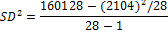 SD² = (160128 − (2104)²/28) / (28 − 1)